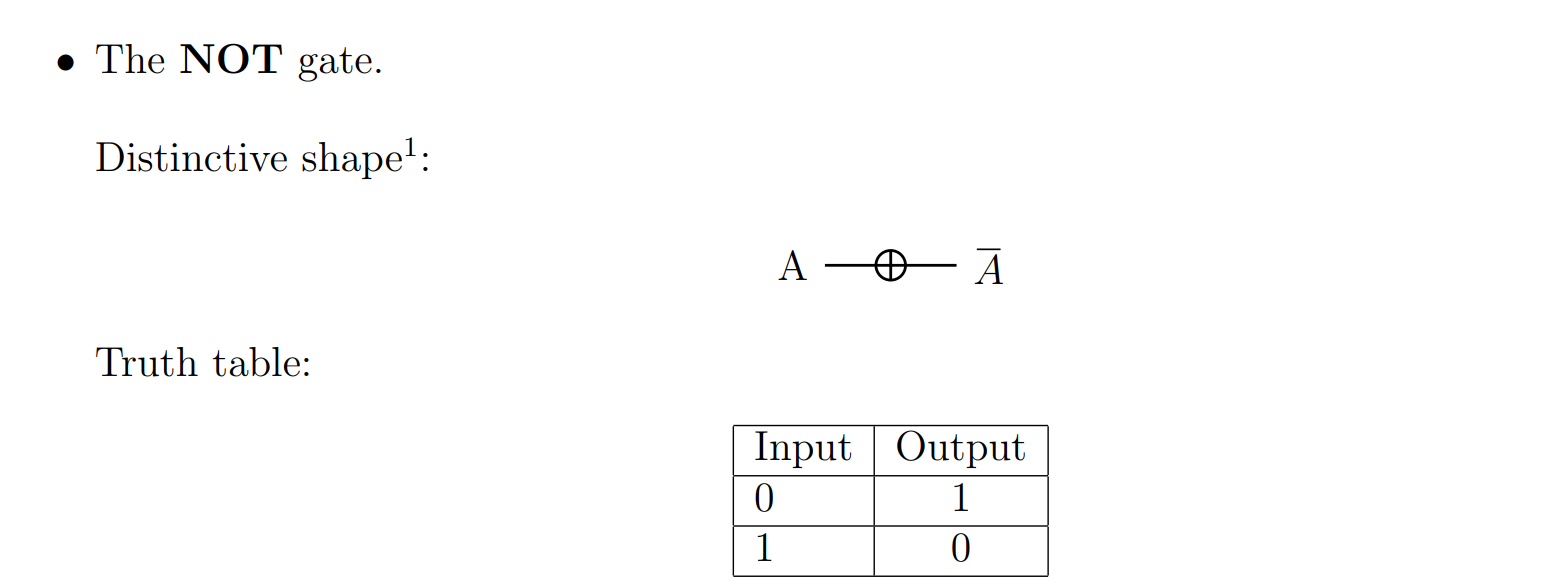 • The NOT gate.
Distinctive shape¹:
A A̅
Truth table:
Input Output
0 1
1 0